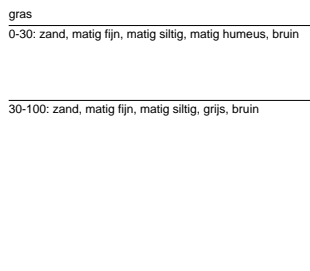 gras
0-30: zand, matig fijn, matig siltig, matig humeus, bruin
30-100: zand, matig fijn, matig siltig, grijs, bruin